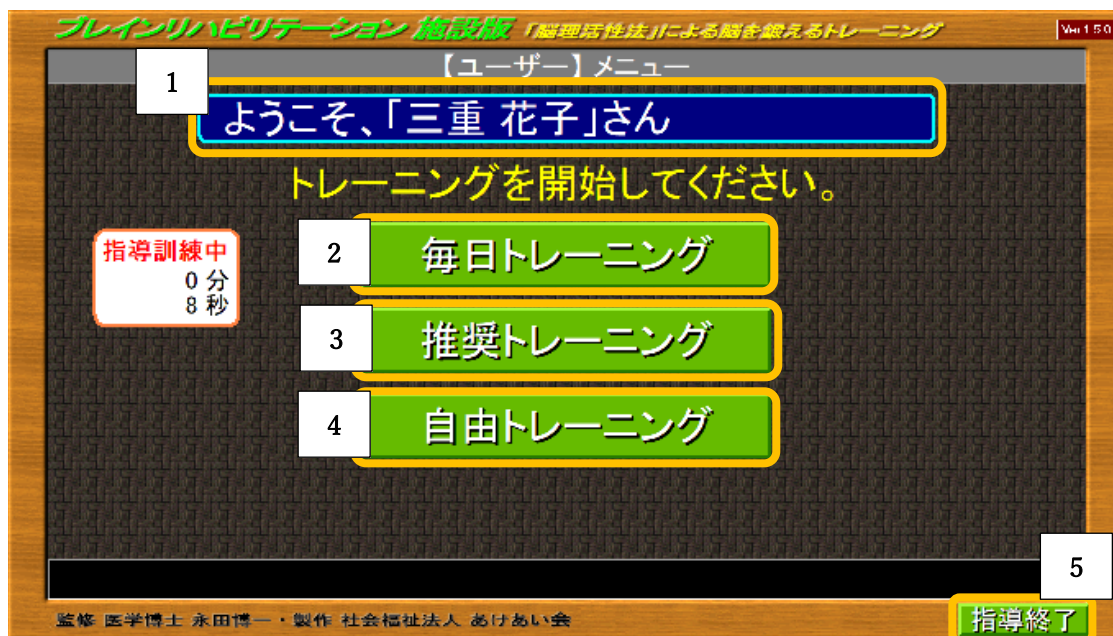 ブレインリハビリテーション 施設版 「脳理活性法」による脳を鍛えるトレーニング Ver 1.5.0
【ユーザー】メニュー
1
ようこそ、「三重 花子」さん
トレーニングを開始してください。
指導訓練中
0 分
8 秒
2 毎日トレーニング
3 推奨トレーニング
4 自由トレーニング
5
監修 医学博士 永田博一・製作 社会福祉法人 あけあい会
指導終了